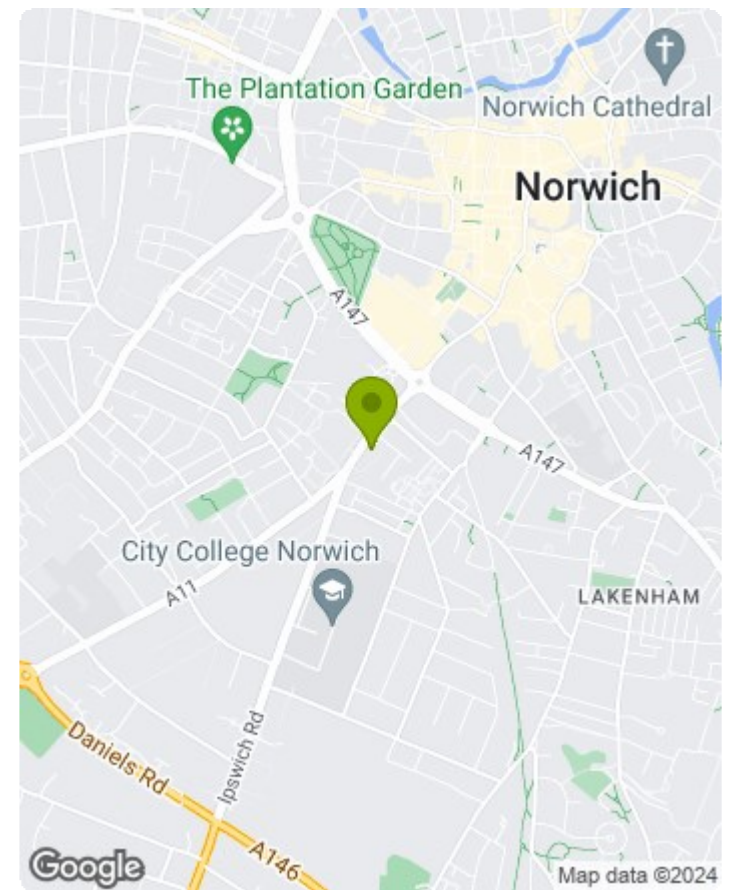 The Plantation Garden
Norwich Cathedral
Norwich
A147
A147
City College Norwich
A11
LAKENHAM
Ipswich Rd
Daniels Rd
A146
Google
Map data ©2024